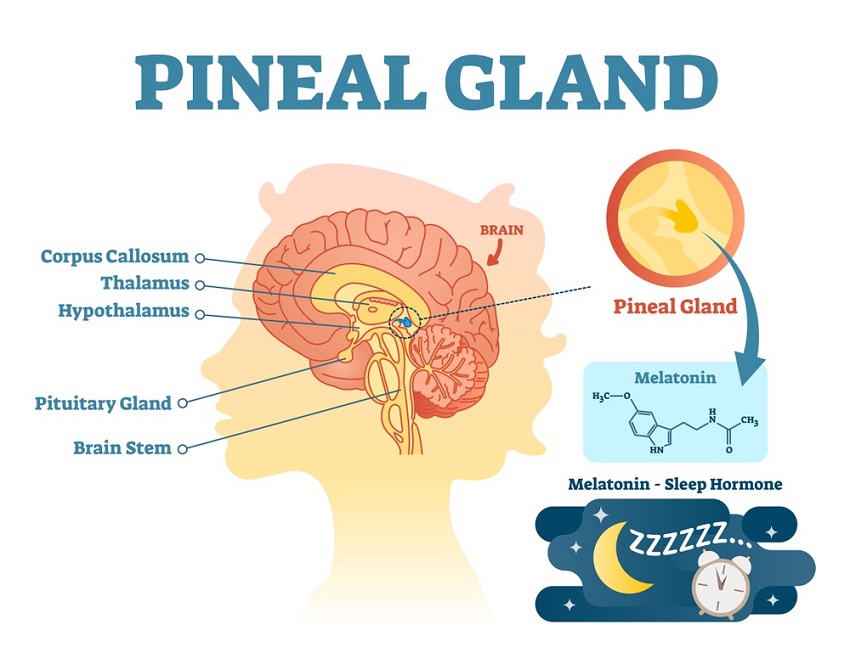 PINEAL GLAND
BRAIN
Corpus Callosum
Thalamus
Hypothalamus
Pituitary Gland
Brain Stem
Pineal Gland
Melatonin
H₃C
O
H
N
CH₃
HN
O
Melatonin - Sleep Hormone
ZZZZZZ...